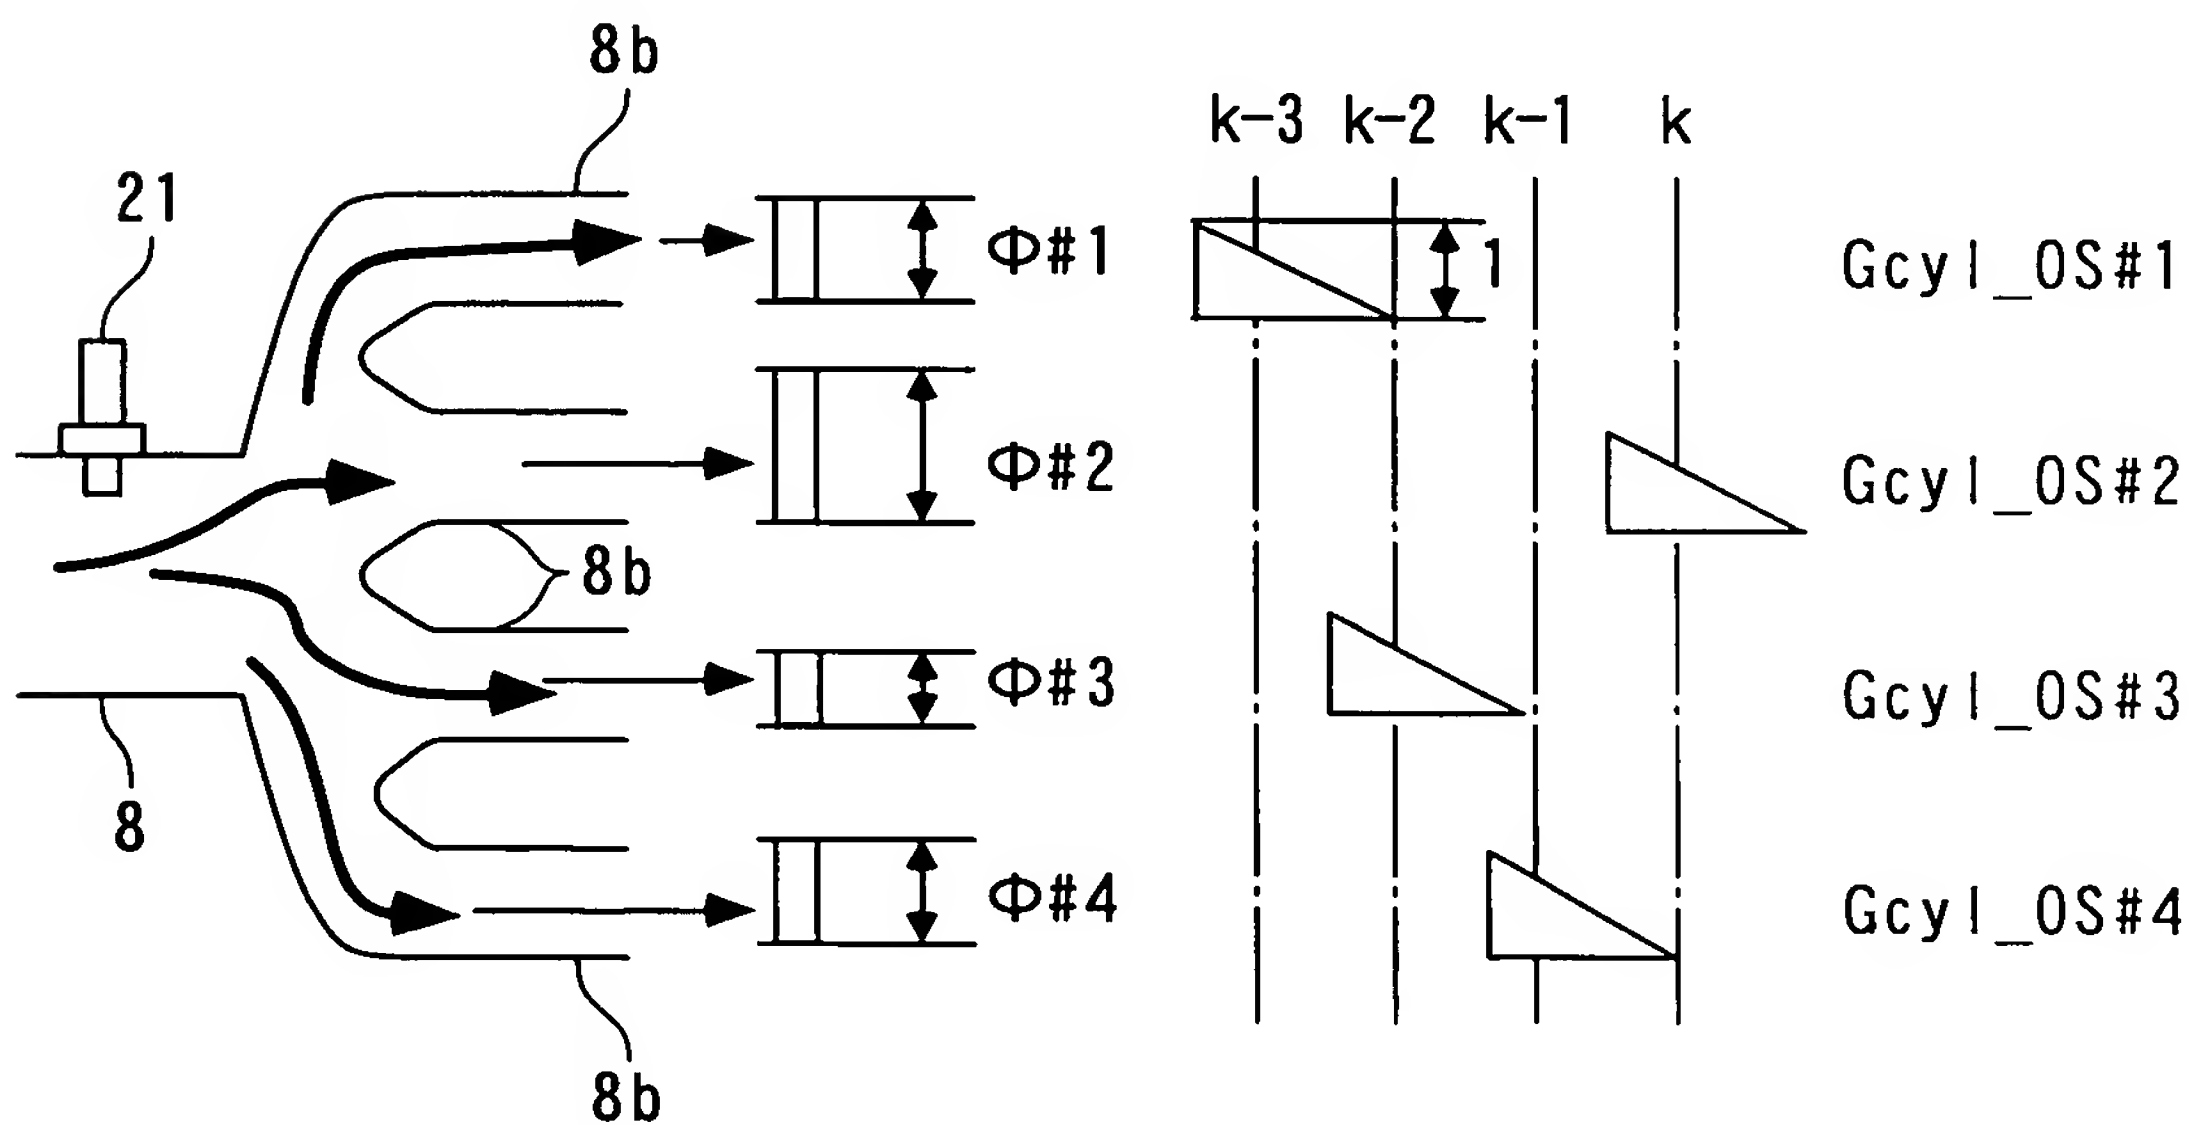 8b
21
k-3 k-2 k-1 k
Φ#1
1
Gcyl_OS#1
Φ#2
Gcyl_OS#2
8b
Φ#3
Gcyl_OS#3
8
Φ#4
Gcyl_OS#4
8b